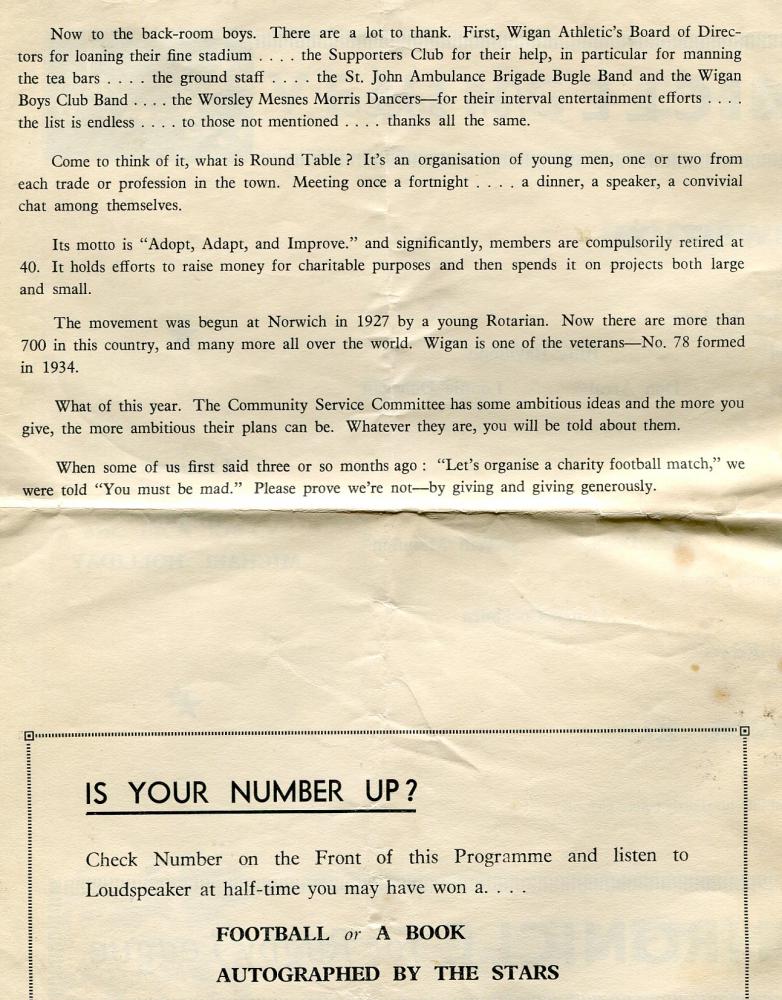 Now to the back-room boys. There are a lot to thank. First, Wigan Athletic's Board of Direc-
tors for loaning their fine stadium . . . . the Supporters Club for their help, in particular for manning
the tea bars . . . . the ground staff . . . . the St. John Ambulance Brigade Bugle Band and the Wigan
Boys Club Band . . . . the Worsley Mesnes Morris Dancers—for their interval entertainment efforts . . . .
the list is endless . . . . to those not mentioned . . . . thanks all the same.
Come to think of it, what is Round Table ? It's an organisation of young men, one or two from
each trade or profession in the town. Meeting once a fortnight . . . . a dinner, a speaker, a convivial
chat among themselves.
Its motto is “Adopt, Adapt, and Improve.” and significantly, members are compulsorily retired at
40. It holds efforts to raise money for charitable purposes and then spends it on projects both large
and small.
The movement was begun at Norwich in 1927 by a young Rotarian. Now there are more than
700 in this country, and many more all over the world. Wigan is one of the veterans—No. 78 formed
in 1934.
What of this year. The Community Service Committee has some ambitious ideas and the more you
give, the more ambitious their plans can be. Whatever they are, you will be told about them.
When some of us first said three or so months ago : “Let's organise a charity football match,” we
were told “You must be mad.” Please prove we're not—by giving and giving generously.
IS YOUR NUMBER UP?
Check Number on the Front of this Programme and listen to
Loudspeaker at half-time you may have won a. . . .
FOOTBALL or A BOOK
AUTOGRAPHED BY THE STARS